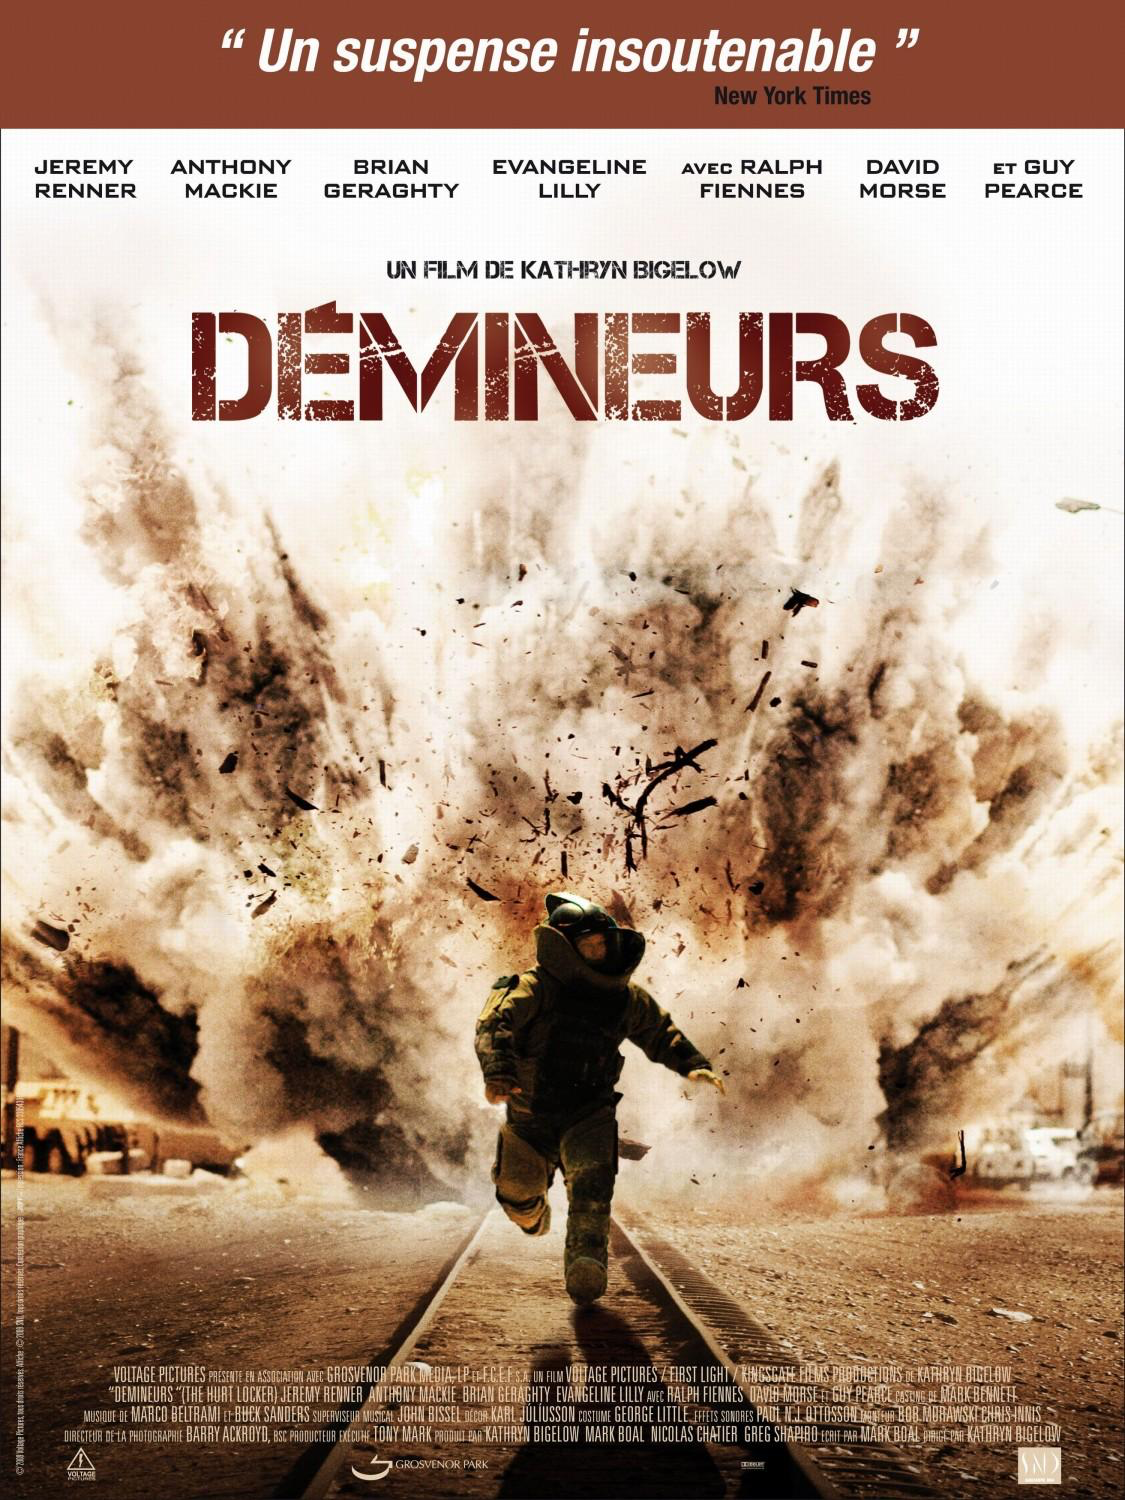 “ Un suspense insoutenable ”
New York Times
JEREMY RENNER
ANTHONY MACKIE
BRIAN GERAGHTY
EVANGELINE LILLY
AVEC RALPH FIENNES
DAVID MORSE
ET GUY PEARCE
UN FILM DE KATHRYN BIGELOW
DÉMINEURS
VOLTAGE PICTURES PRÉSENTE EN ASSOCIATION AVEC GROSVENOR PARK MEDIA, LP ET F.C.E.F S.A. UN FILM VOLTAGE PICTURES / FIRST LIGHT / KINGSGATE FILMS PRODUCTIONS DE KATHRYN BIGELOW
“DEMINEURS “(THE HURT LOCKER) JEREMY RENNER ANTHONY MACKIE BRIAN GERAGHTY EVANGELINE LILLY AVEC RALPH FIENNES DAVID MORSE ET GUY PEARCE CASTING DE MARK BENNETT
MUSIQUE DE MARCO BELTRAMI ET BUCK SANDERS SUPERVISEUR MUSICAL JOHN BISSELL DÉCOR KARL JÚLÍUSSON COSTUME GEORGE LITTLE EFFETS SONORES PAUL N.J. OTTOSSON MONTEUR BOB MURAWSKI CHRIS INNIS
DIRECTEUR DE LA PHOTOGRAPHIE BARRY ACKROYD, BSC PRODUCTEUR EXÉCUTIF TONY MARK PRODUIT PAR KATHRYN BIGELOW MARK BOAL NICOLAS CHATIER GREG SHAPIRO ECRIT PAR MARK BOAL DIRIGÉ PAR KATHRYN BIGELOW
VOLTAGE PICTURES
GROSVENOR PARK
SND